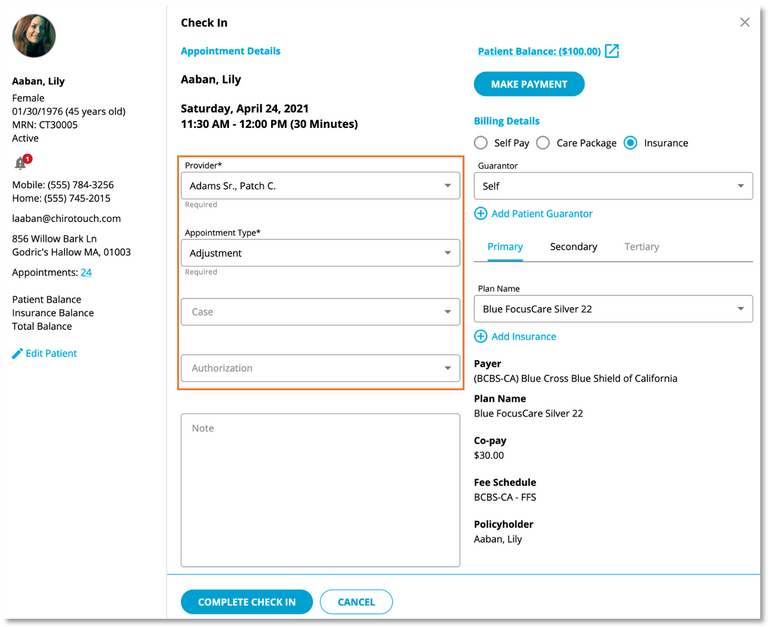 Aaban, Lily
Female
01/30/1976 (45 years old)
MRN: CT30005
Active
1
Mobile: (555) 784-3256
Home: (555) 745-2015
laaban@chirotouch.com
856 Willow Bark Ln
Godric's Hallow MA, 01003
Appointments: 24
Patient Balance
Insurance Balance
Total Balance
Edit Patient
Check In
Appointment Details
Aaban, Lily
Saturday, April 24, 2021
11:30 AM - 12:00 PM (30 Minutes)
Provider*
Adams Sr., Patch C.
Required
Appointment Type*
Adjustment
Required
Case
Authorization
Note
Patient Balance: ($100.00)
MAKE PAYMENT
Billing Details
Self Pay Care Package Insurance
Guarantor
Self
Add Patient Guarantor
Primary Secondary Tertiary
Plan Name
Blue FocusCare Silver 22
Add Insurance
Payer
(BCBS-CA) Blue Cross Blue Shield of California
Plan Name
Blue FocusCare Silver 22
Co-pay
$30.00
Fee Schedule
BCBS-CA - FFS
Policyholder
Aaban, Lily
COMPLETE CHECK IN CANCEL